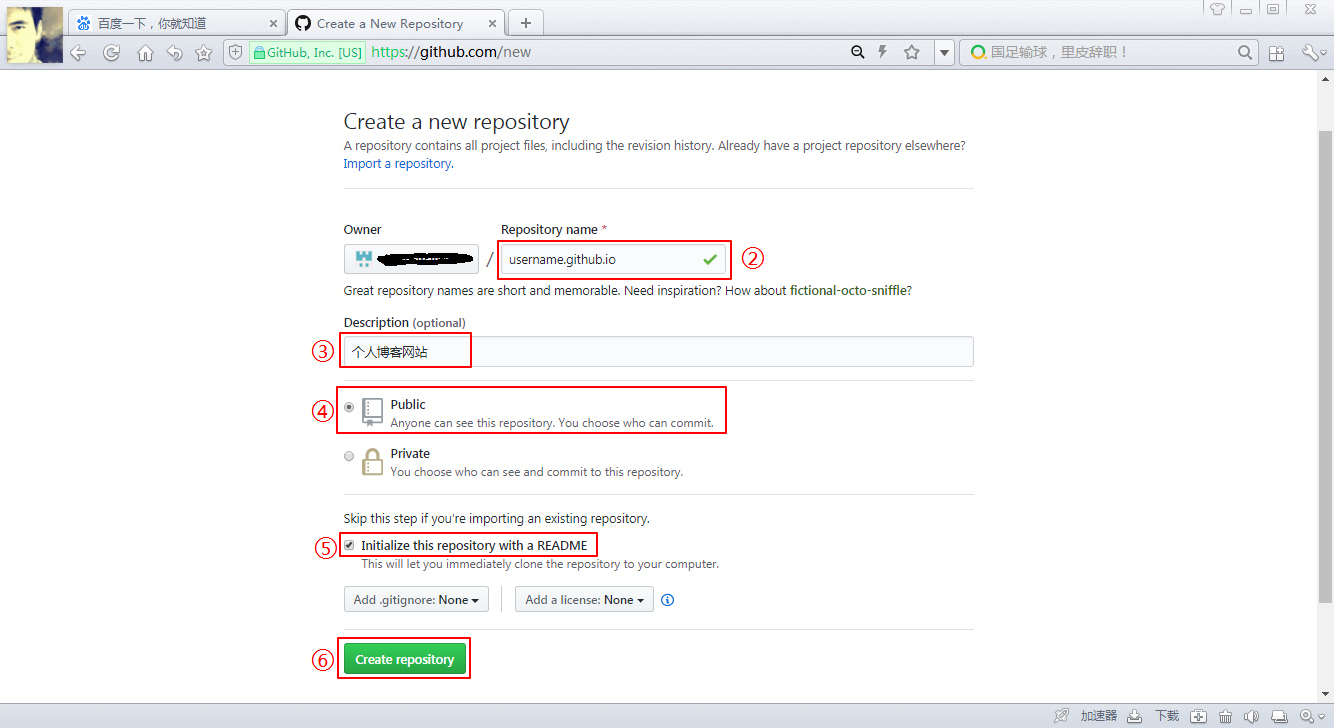 百度一下，你就知道
Create a New Repository
GitHub, Inc. [US] https://github.com/new
国足输球，里皮辞职！
Create a new repository
A repository contains all project files, including the revision history. Already have a project repository elsewhere?
Import a repository.
Owner
Repository name *
/
username.github.io
②
Great repository names are short and memorable. Need inspiration? How about fictional-octo-sniffle?
Description (optional)
③
个人博客网站
④
Public
Anyone can see this repository. You choose who can commit.
Private
You choose who can see and commit to this repository.
Skip this step if you’re importing an existing repository.
⑤
Initialize this repository with a README
This will let you immediately clone the repository to your computer.
Add .gitignore: None
Add a license: None
⑥
Create repository
加速器
下载